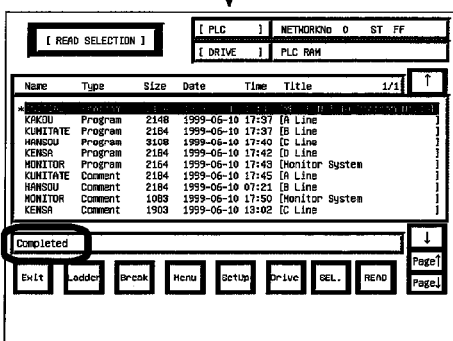 [ READ SELECTION ]
[ PLC ] NETWORKNo 0 ST FF
[ DRIVE ] PLC RAM
Name Type Size Date Time Title 1/1 ↑
KAKOU Program 2148 1999-06-10 17:37 [A Line ]
KUMITATE Program 2184 1999-06-10 17:37 [B Line ]
HANSOU Program 3108 1999-06-10 17:40 [C Line ]
KENSA Program 2184 1999-06-10 17:42 [D Line ]
MONITOR Program 2164 1999-06-10 17:43 [Monitor System ]
KUMITATE Comment 2184 1999-06-10 17:45 [A Line ]
HANSOU Comment 2184 1999-06-10 07:21 [B Line ]
MONITOR Comment 1083 1999-06-10 17:50 [Monitor System ]
KENSA Comment 1903 1999-06-10 13:02 [C Line ]
Completed ↓
Exit Ladder Break Menu SetUp Drive SEL. READ Page↑
Page↓